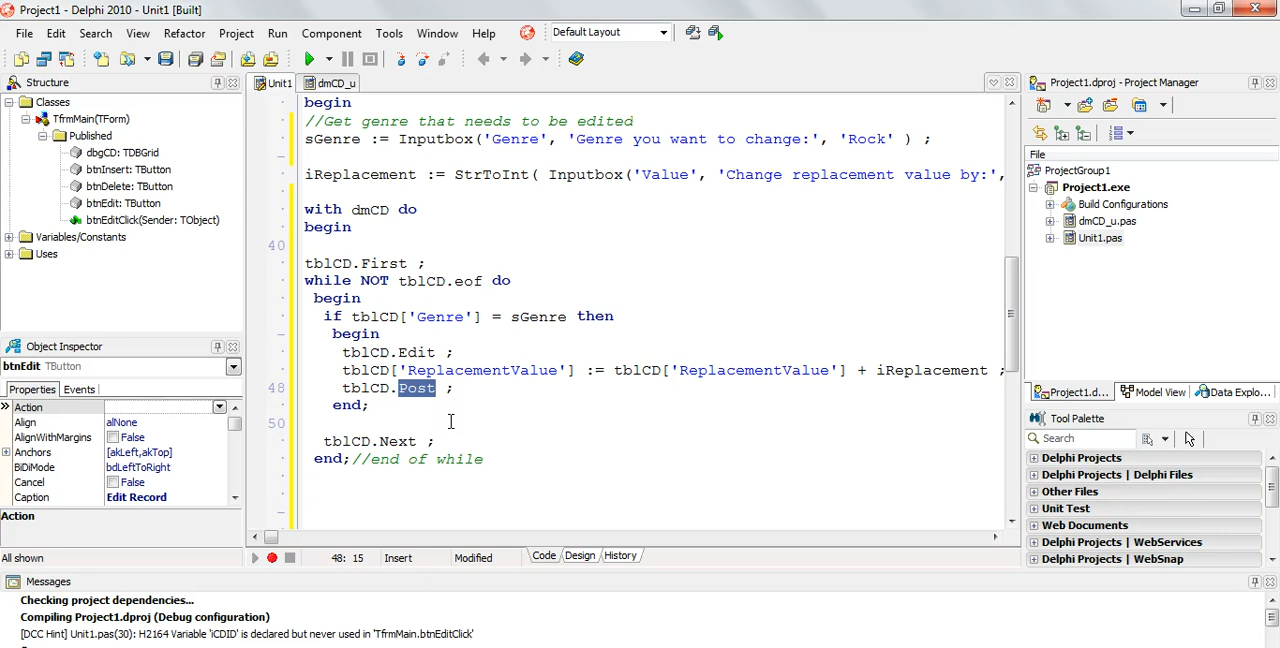 Project1 - Delphi 2010 - Unit1 [Built]
File Edit Search View Refactor Project Run Component Tools Window Help Default Layout
Structure
Unit1 dmCD_u
Classes
TfrmMain(TForm)
Published
dbgCD: TDBGrid
btnInsert: TButton
btnDelete: TButton
btnEdit: TButton
btnEditClick(Sender: TObject)
Variables/Constants
Uses
Object Inspector
btnEdit TButton
Properties Events
Action
Align alNone
AlignWithMargins False
Anchors [akLeft,akTop]
BiDiMode bdLeftToRight
Cancel False
Caption Edit Record
Action
All shown
begin
//Get genre that needs to be edited
sGenre := Inputbox('Genre', 'Genre you want to change:', 'Rock' ) ;
iReplacement := StrToInt( Inputbox('Value', 'Change replacement value by:',
with dmCD do
begin
40
tblCD.First ;
while NOT tblCD.eof do
begin
if tblCD['Genre'] = sGenre then
begin
tblCD.Edit ;
tblCD['ReplacementValue'] := tblCD['ReplacementValue'] + iReplacement ;
48 tblCD.Post ;
end;
50
tblCD.Next ;
end;//end of while
48: 15 Insert Modified Code Design History
Project1.dproj - Project Manager
File
ProjectGroup1
Project1.exe
Build Configurations
dmCD_u.pas
Unit1.pas
Project1.d... Model View Data Explo...
Tool Palette
Search
Delphi Projects
Delphi Projects | Delphi Files
Other Files
Unit Test
Web Documents
Delphi Projects | WebServices
Delphi Projects | WebSnap
Messages
Checking project dependencies...
Compiling Project1.dproj (Debug configuration)
[DCC Hint] Unit1.pas(30): H2164 Variable 'iCDID' is declared but never used in 'TfrmMain.btnEditClick'